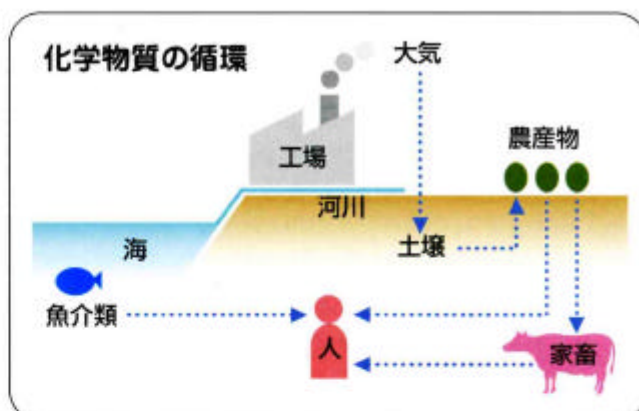 化学物質の循環
大気
農産物
工場
河川
海
土壌
魚介類
人
家畜